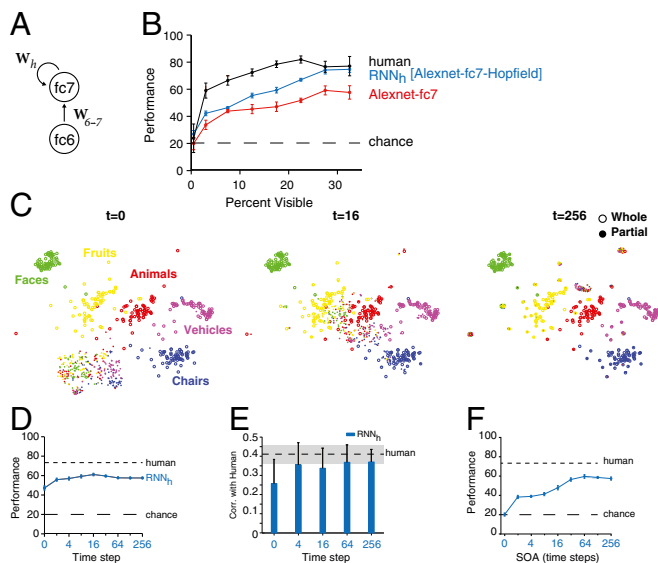 A
W_h
fc7
W_6-7
fc6
B
Performance
100
80
60
40
20
0
0
10
20
30
Percent Visible
human
RNN_h [Alexnet-fc7-Hopfield]
Alexnet-fc7
chance
C
t=0
t=16
t=256
Whole
Partial
Faces
Fruits
Animals
Vehicles
Chairs
D
Performance
100
80
60
40
20
0
human
RNN_h
chance
0
4
16
64
256
Time step
E
Corr. with Human
0.5
0.4
0.3
0.2
0.1
0
RNN_h
human
0
4
16
64
256
Time step
F
Performance
100
80
60
40
20
0
human
chance
0
4
16
64
256
SOA (time steps)